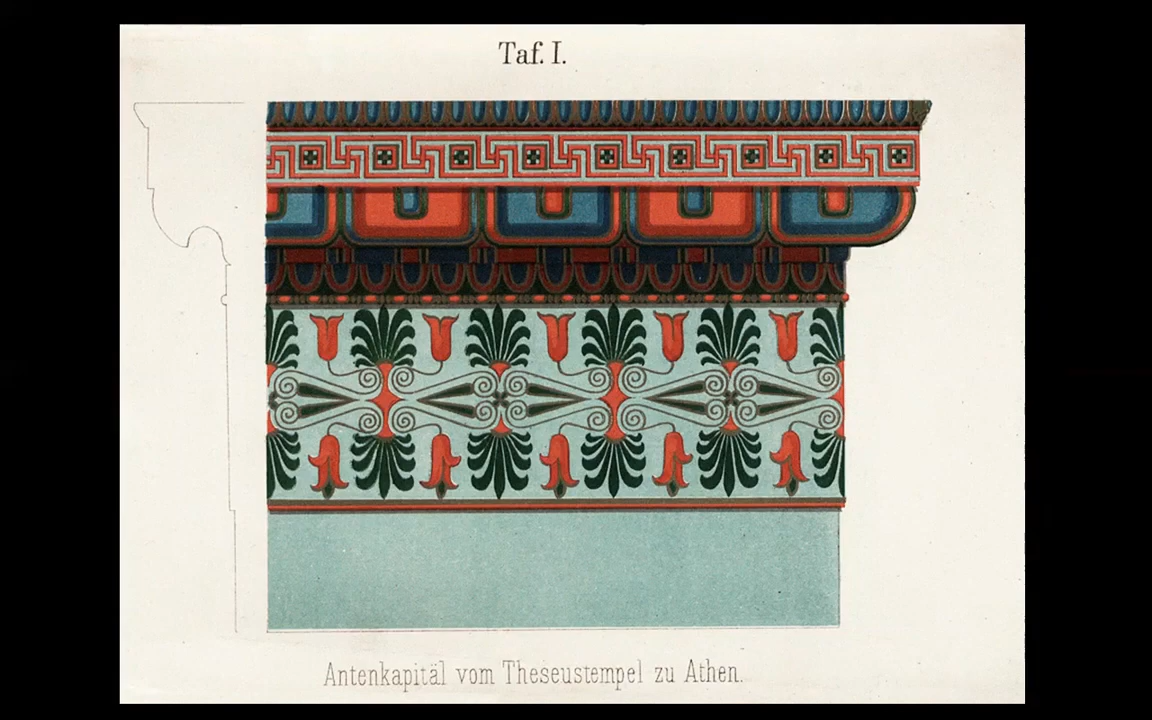 Taf. I.
Antenkapitäl vom Theseustempel zu Athen.